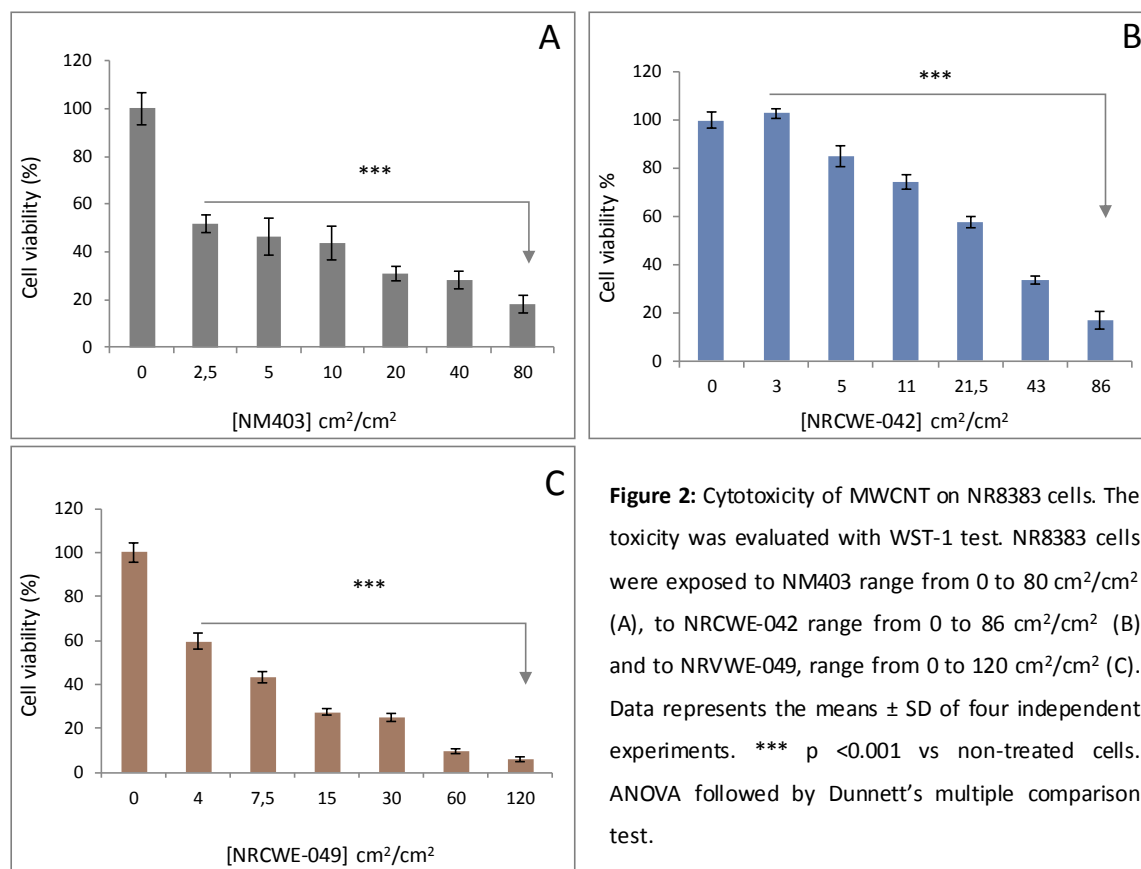 A
120
100
80
60
40
20
0
Cell viability (%)
***
0 2,5 5 10 20 40 80
[NM403] cm²/cm²
B
120
100
80
60
40
20
0
Cell viability %
***
0 3 5 11 21,5 43 86
[NRCWE-042] cm²/cm²
C
120
100
80
60
40
20
0
Cell viability (%)
***
0 4 7,5 15 30 60 120
[NRCWE-049] cm²/cm²
Figure 2: Cytotoxicity of MWCNT on NR8383 cells. The
toxicity was evaluated with WST-1 test. NR8383 cells
were exposed to NM403 range from 0 to 80 cm²/cm²
(A), to NRCWE-042 range from 0 to 86 cm²/cm² (B)
and to NRVWE-049, range from 0 to 120 cm²/cm² (C).
Data represents the means ± SD of four independent
experiments. *** p <0.001 vs non-treated cells.
ANOVA followed by Dunnett’s multiple comparison
test.